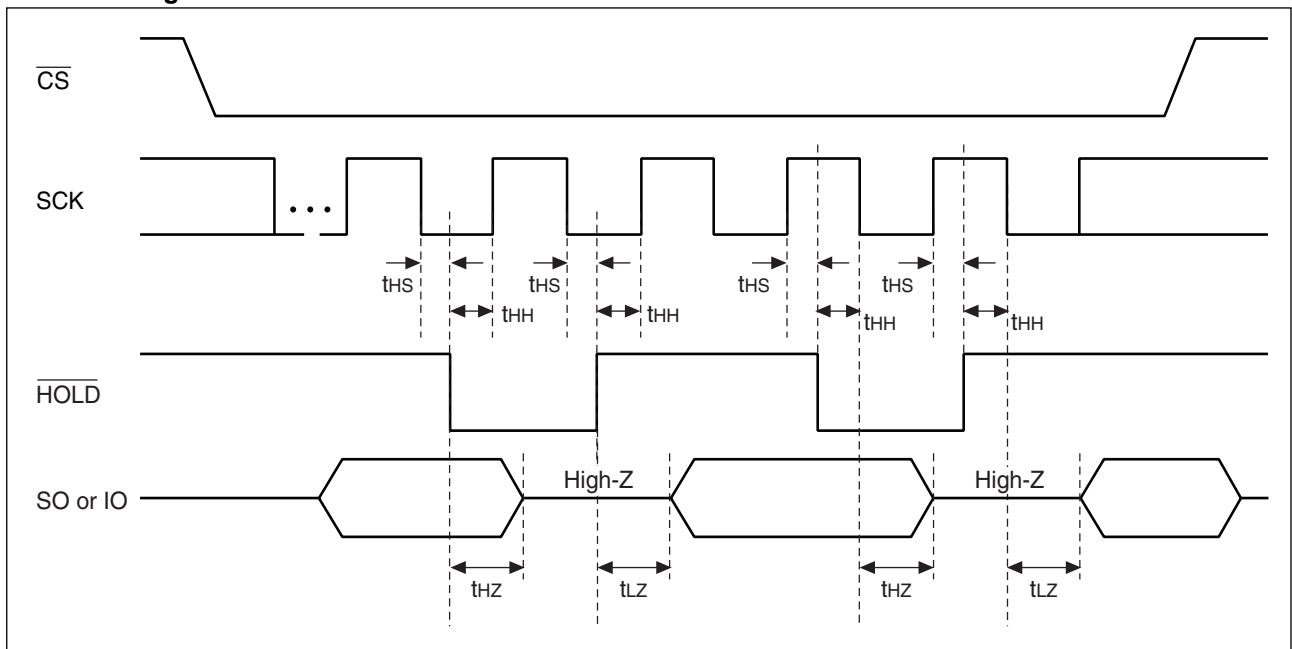 CS
SCK
• • •
tHS
tHS
tHS
tHS
tHH
tHH
tHH
tHH
HOLD
High-Z
High-Z
SO or IO
tHZ
tLZ
tHZ
tLZ